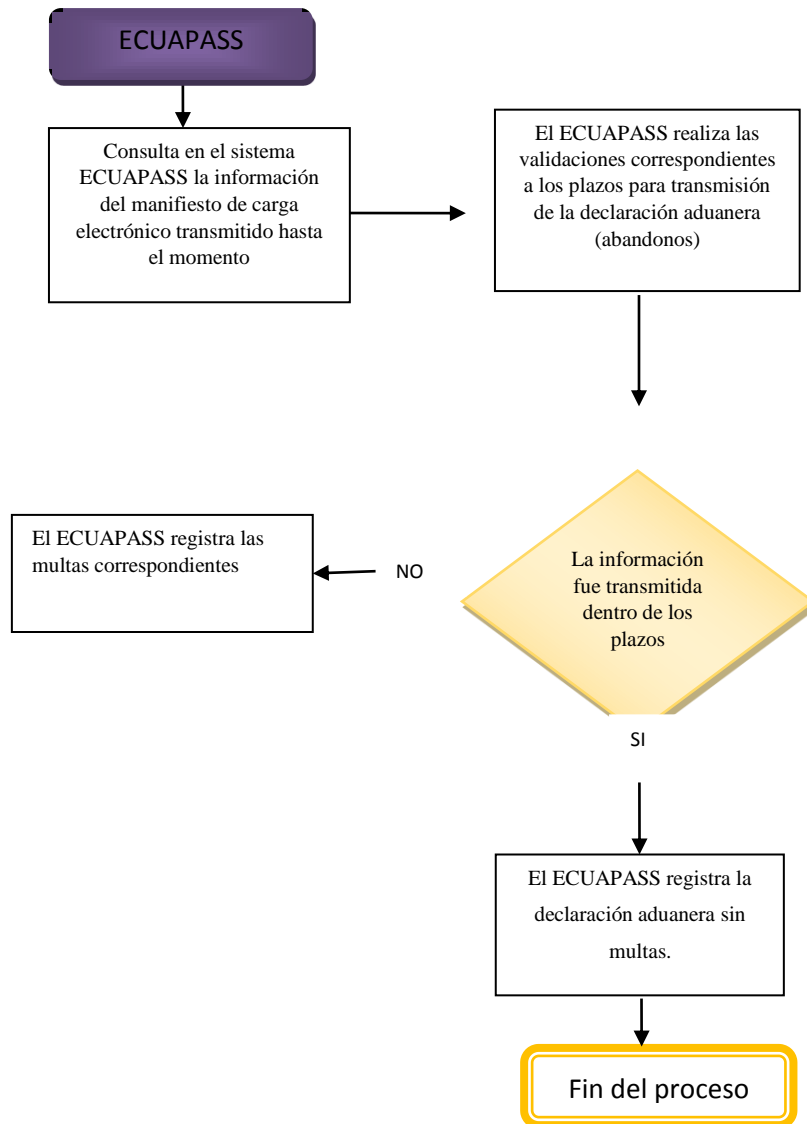 ECUAPASS
Consulta en el sistema
ECUAPASS la información
del manifiesto de carga
electrónico transmitido hasta
el momento
El ECUAPASS realiza las
validaciones correspondientes
a los plazos para transmisión
de la declaración aduanera
(abandonos)
La información
fue transmitida
dentro de los
plazos
NO
El ECUAPASS registra las
multas correspondientes
SI
El ECUAPASS registra la
declaración aduanera sin
multas.
Fin del proceso